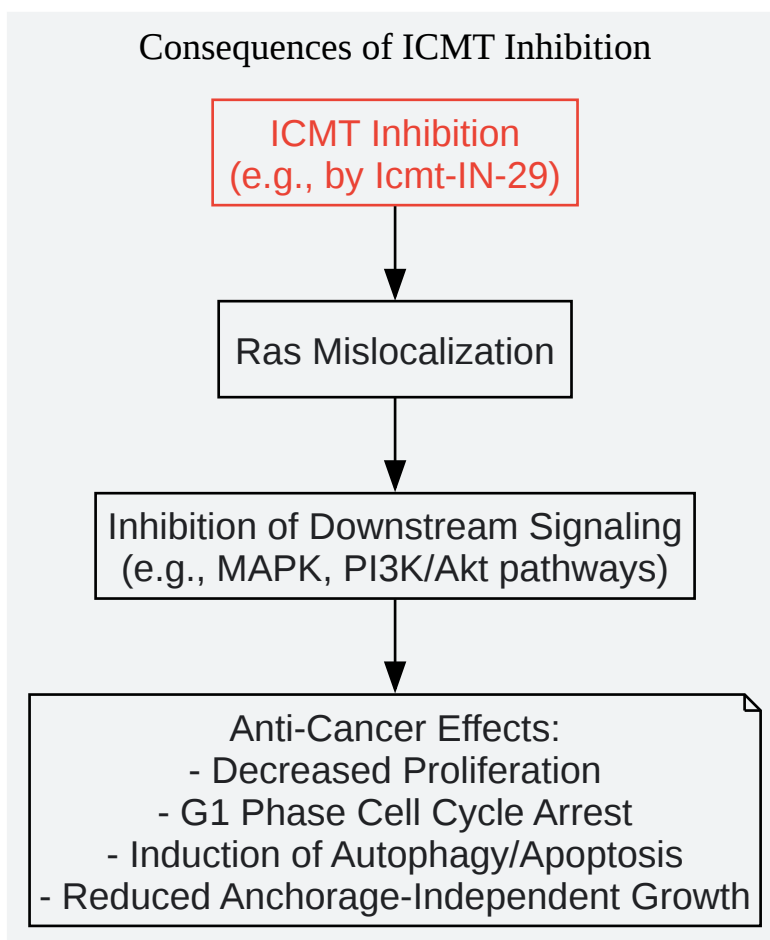 Consequences of ICMT Inhibition
ICMT Inhibition
(e.g., by Icmt-IN-29)
Ras Mislocalization
Inhibition of Downstream Signaling
(e.g., MAPK, PI3K/Akt pathways)
Anti-Cancer Effects:
- Decreased Proliferation
- G1 Phase Cell Cycle Arrest
- Induction of Autophagy/Apoptosis
- Reduced Anchorage-Independent Growth